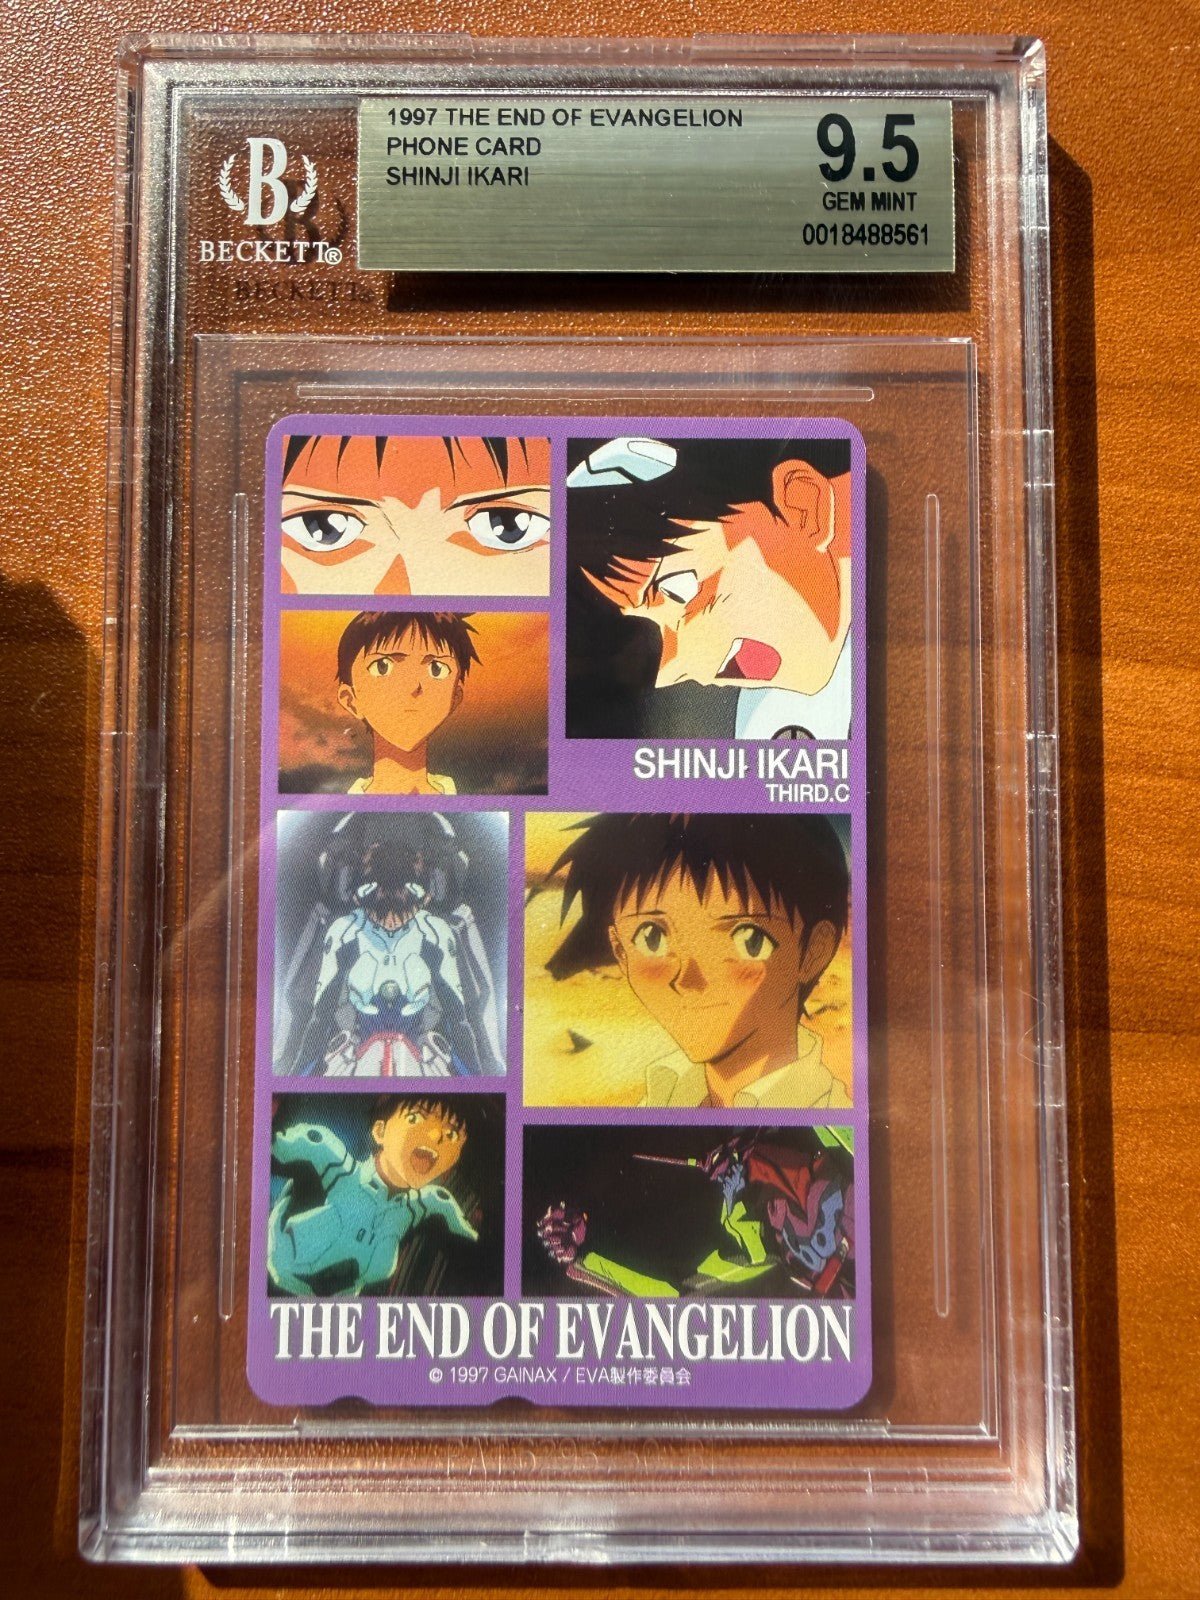 1997 THE END OF EVANGELION
PHONE CARD
SHINJI IKARI
9.5
GEM MINT
0018488561
B
BECKETT®
SHINJI IKARI
THIRD.C
THE END OF EVANGELION
© 1997 GAINAX / EVA製作委員会